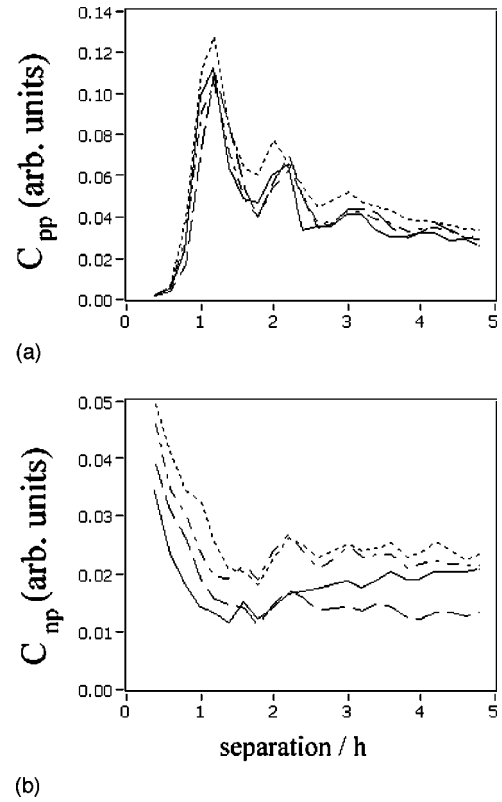 0.14
0.12
0.10
0.08
0.06
0.04
0.02
0.00
C pp (arb. units)
0 1 2 3 4 5
(a)
0.05
0.04
0.03
0.02
0.01
0.00
C np (arb. units)
0 1 2 3 4 5
separation / h
(b)